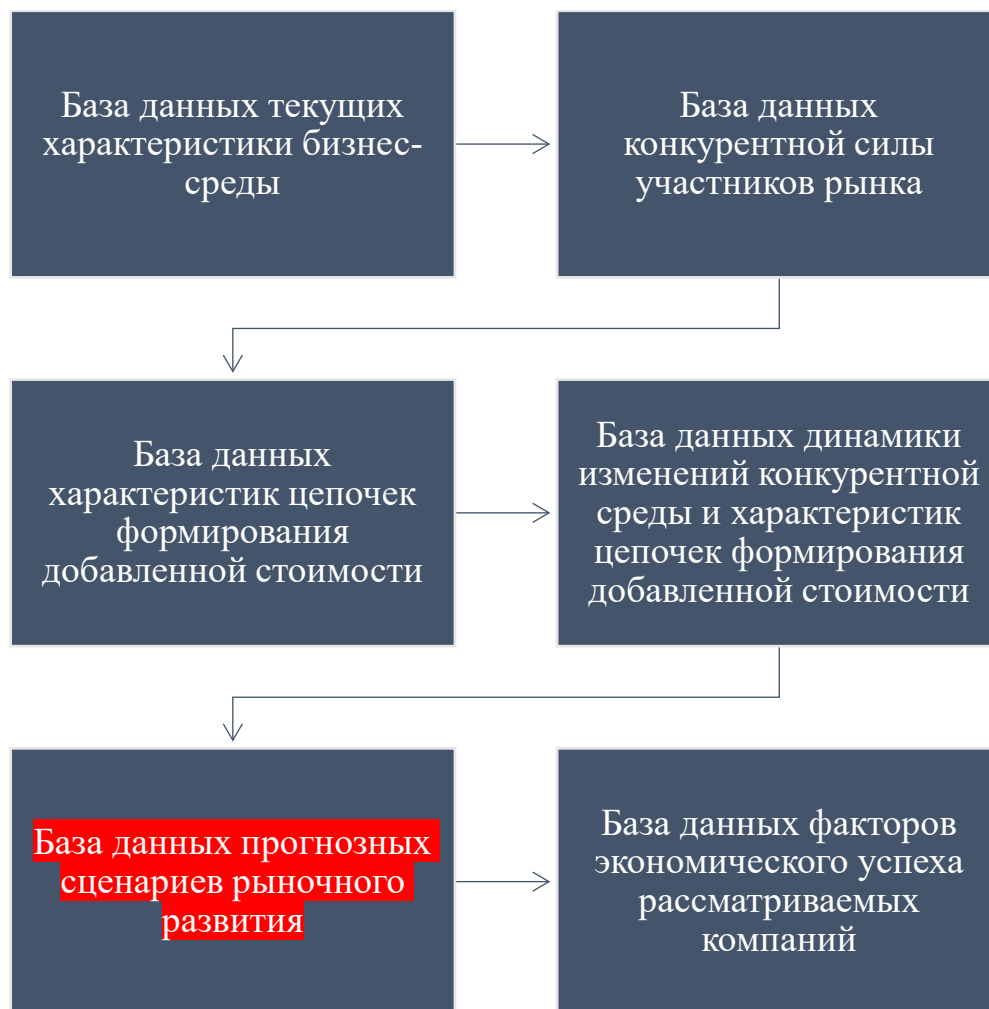 База данных текущих
характеристики бизнес-
среды
База данных
конкурентной силы
участников рынка
База данных
характеристик цепочек
формирования
добавленной стоимости
База данных динамики
изменений конкурентной
среды и характеристик
цепочек формирования
добавленной стоимости
База данных прогнозных
сценариев рыночного
развития
База данных факторов
экономического успеха
рассматриваемых
компаний